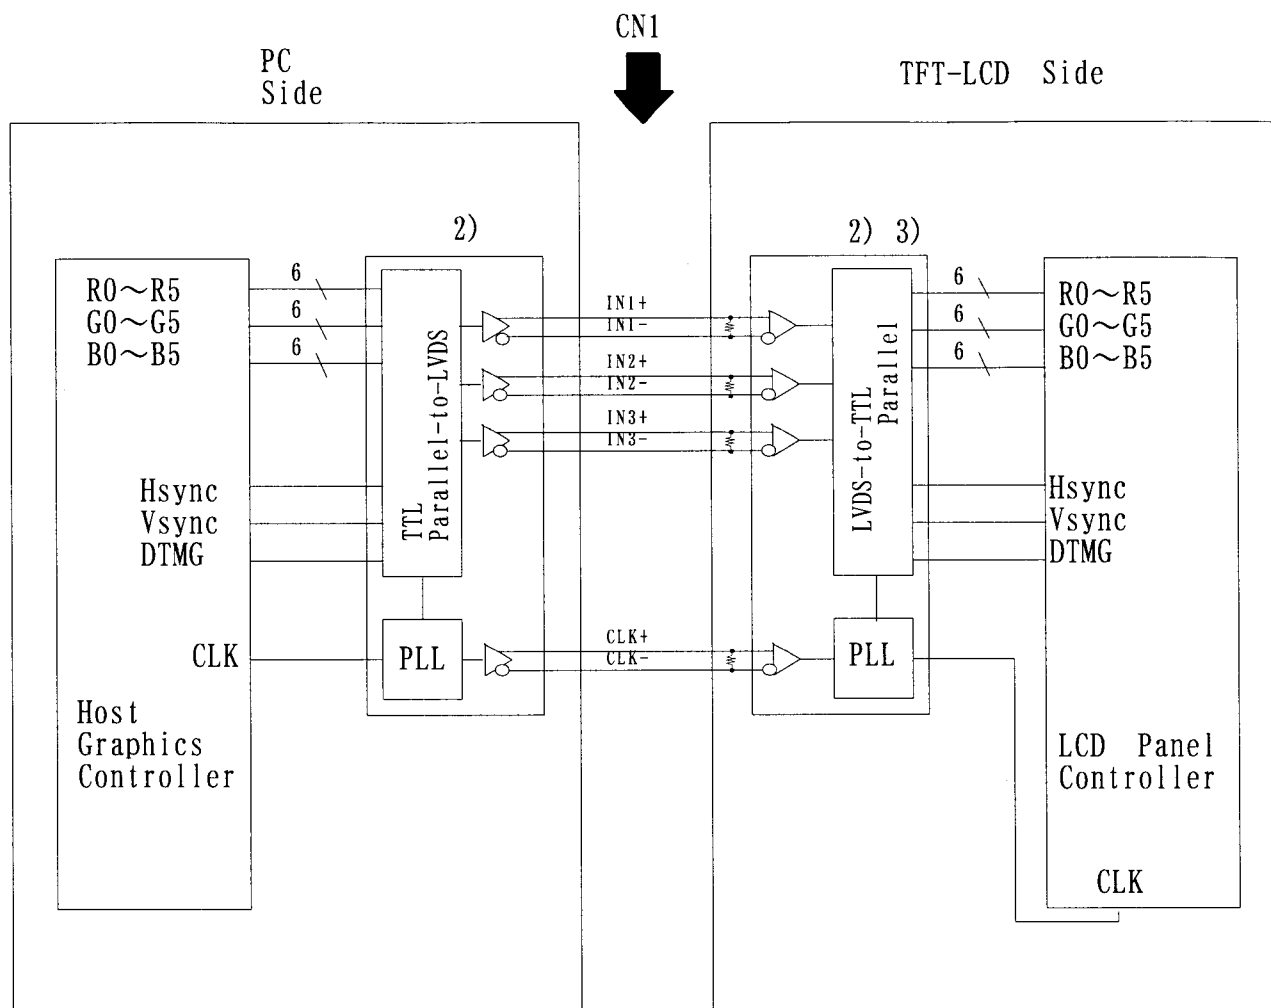 CN1
PC
Side
TFT-LCD Side
2)
2) 3)
R0～R5
G0～G5
B0～B5
6
6
6
Hsync
Vsync
DTMG
CLK
Host
Graphics
Controller
TTL
Parallel-to-LVDS
PLL
IN1+
IN1-
IN2+
IN2-
IN3+
IN3-
CLK+
CLK-
LVDS-to-TTL
Parallel
PLL
6
6
6
R0～R5
G0～G5
B0～B5
Hsync
Vsync
DTMG
LCD Panel
Controller
CLK